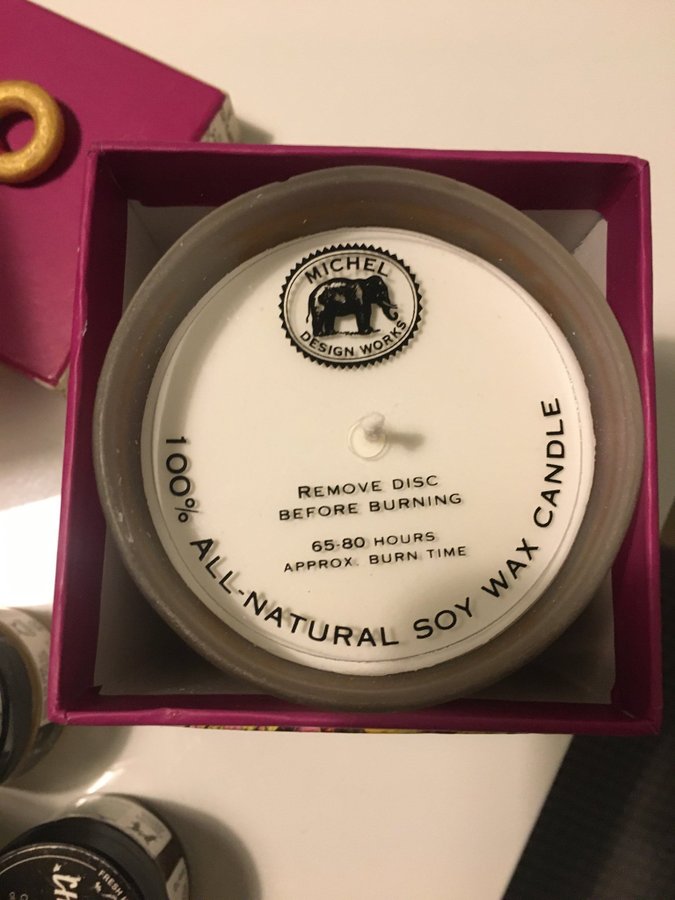 MICHEL
DESIGN WORKS
REMOVE DISC
BEFORE BURNING
65-80 HOURS
APPROX. BURN TIME
100% ALL-NATURAL SOY WAX CANDLE
FRESH